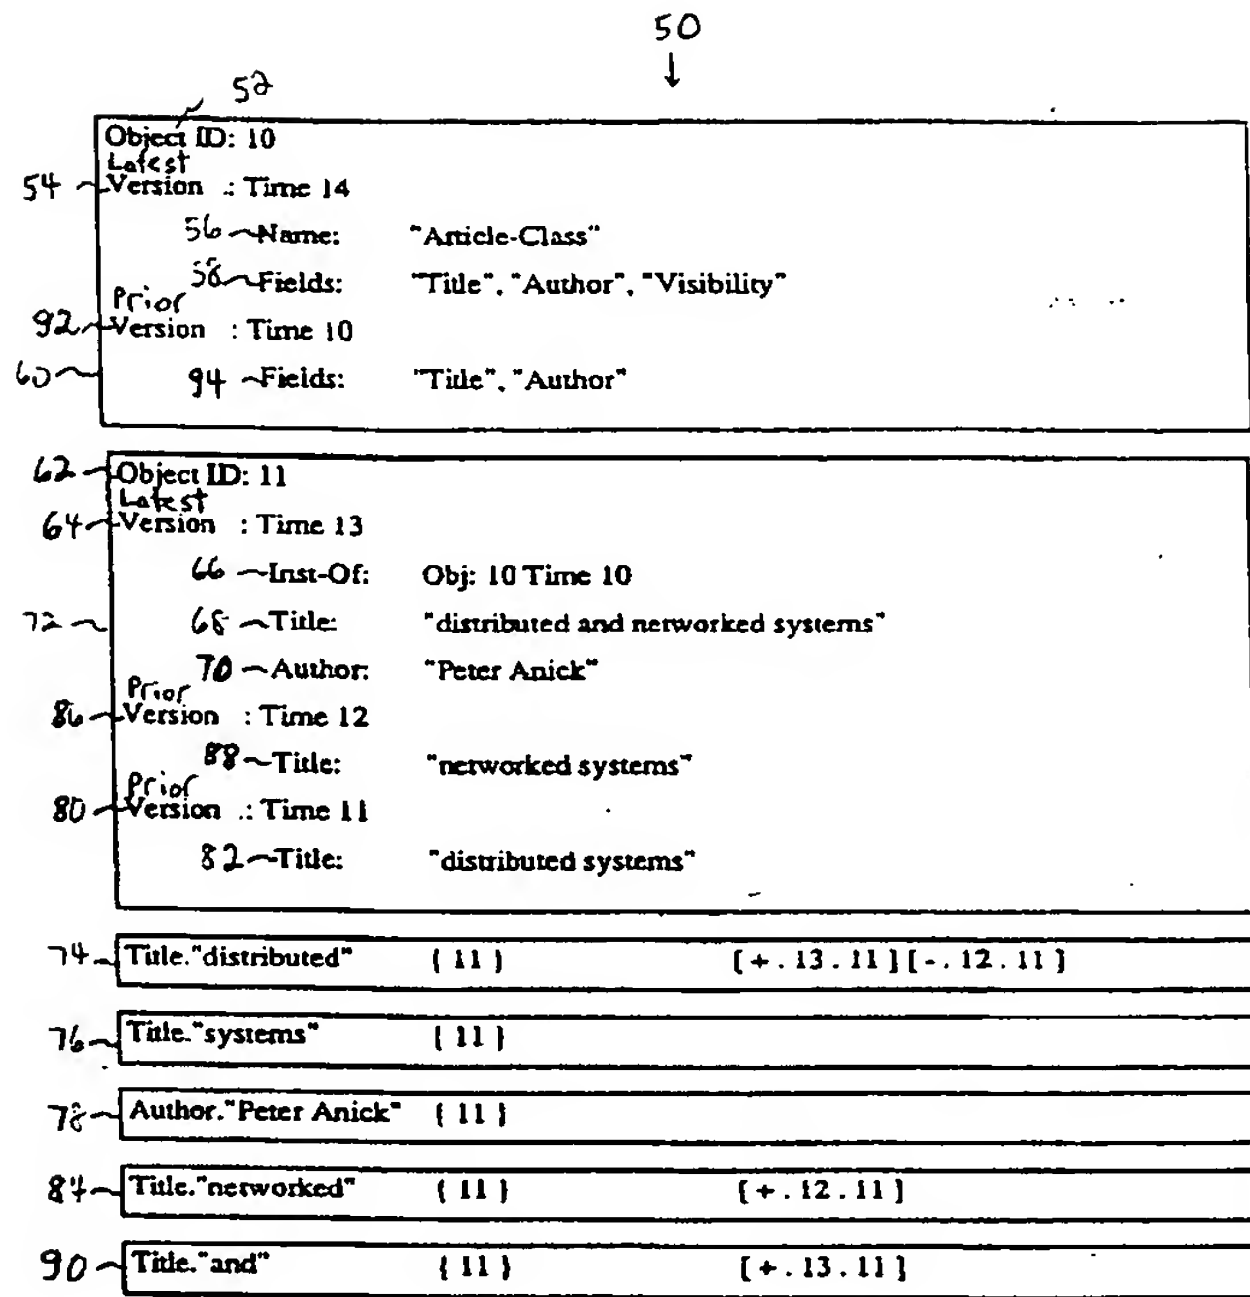 50
52
Object ID: 10
Latest
54 Version .: Time 14
56 Name: "Article-Class"
58 Fields: "Title", "Author", "Visibility"
Prior
92 Version : Time 10
60 94 Fields: "Title", "Author"
62 Object ID: 11
Latest
64 Version : Time 13
66 Inst-Of: Obj: 10 Time 10
72 68 Title: "distributed and networked systems"
70 Author: "Peter Anick"
Prior
86 Version : Time 12
88 Title: "networked systems"
Prior
80 Version .: Time 11
82 Title: "distributed systems"
74 Title."distributed" { 11 } [ + . 13 . 11 ] [ - . 12 . 11 ]
76 Title."systems" { 11 }
78 Author."Peter Anick" { 11 }
84 Title."networked" { 11 } [ + . 12 . 11 ]
90 Title."and" { 11 } [ + . 13 . 11 ]